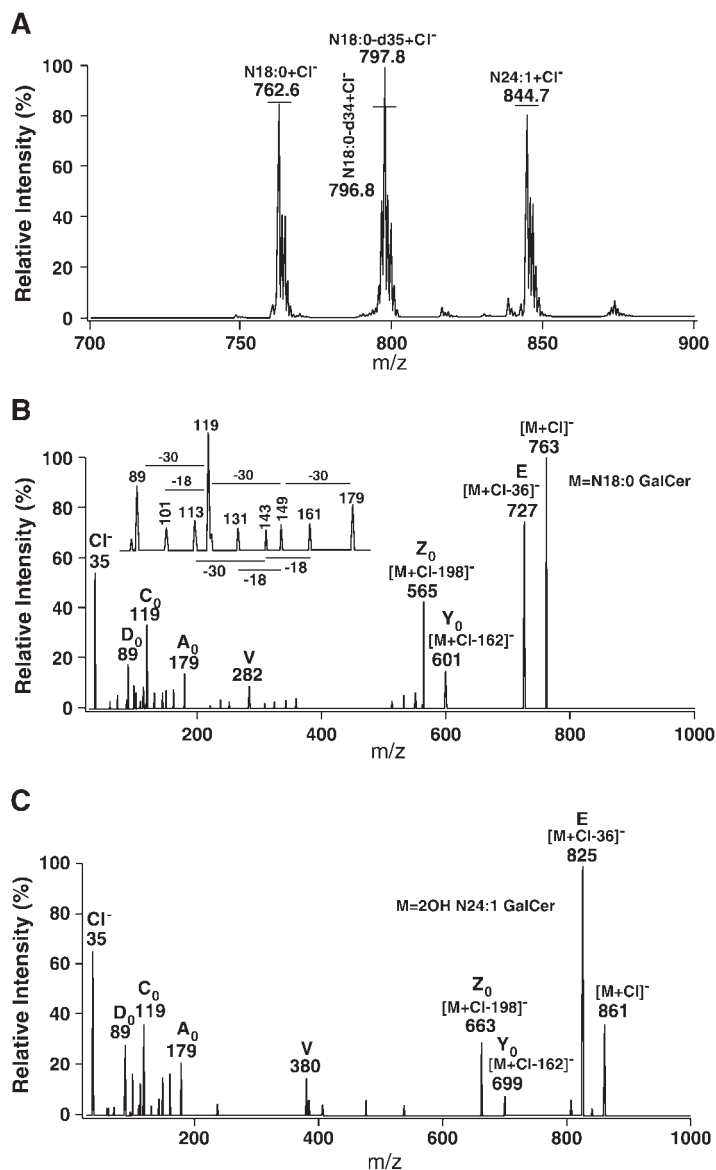 A
N18:0-d35+Cl⁻
797.8
N18:0+Cl⁻
762.6
N18:0-d34+Cl⁻
796.8
N24:1+Cl⁻
844.7
Relative Intensity (%)
100
80
60
40
20
0
700 750 800 850 900
m/z
B
119
-30
-30
-30
-18
89
101
113
131
143
149
161
179
-30
-18
-18
[M+Cl]⁻
763
E
[M+Cl-36]⁻
727
M=N18:0 GalCer
Z₀
[M+Cl-198]⁻
565
Y₀
[M+Cl-162]⁻
601
Cl⁻
35
C₀
119
D₀
89
A₀
179
V
282
Relative Intensity (%)
100
80
60
40
20
0
200 400 600 800 1000
m/z
C
E
[M+Cl-36]⁻
825
M=2OH N24:1 GalCer
Cl⁻
35
C₀
119
D₀
89
A₀
179
V
380
Z₀
[M+Cl-198]⁻
663
Y₀
[M+Cl-162]⁻
699
[M+Cl]⁻
861
Relative Intensity (%)
100
80
60
40
20
0
200 400 600 800 1000
m/z